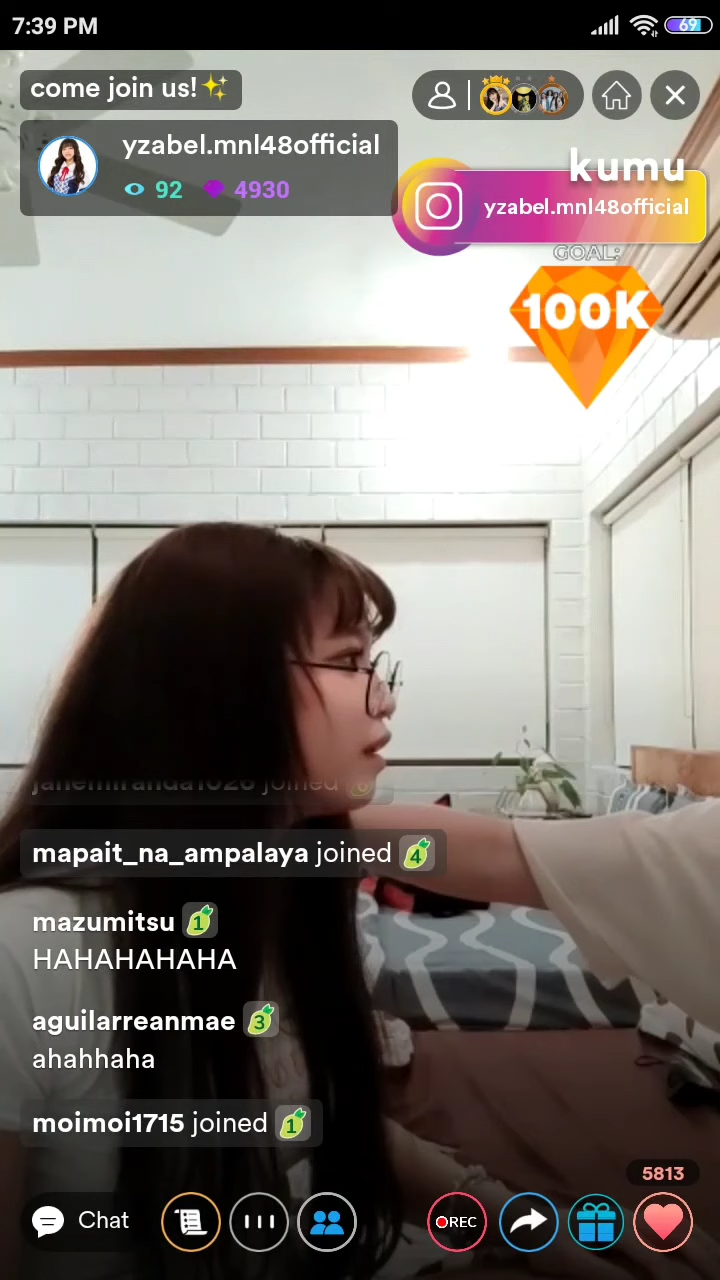 7:39 PM
69
come join us!✨
yzabel.mnl48official
92 4930
kumu
yzabel.mnl48official
GOAL:
100K
janemiranda1026 joined
mapait_na_ampalaya joined 4
mazumitsu 1
HAHAHAHAHA
aguilarreanmae 3
ahahhaha
moimoi1715 joined 1
5813
Chat
REC